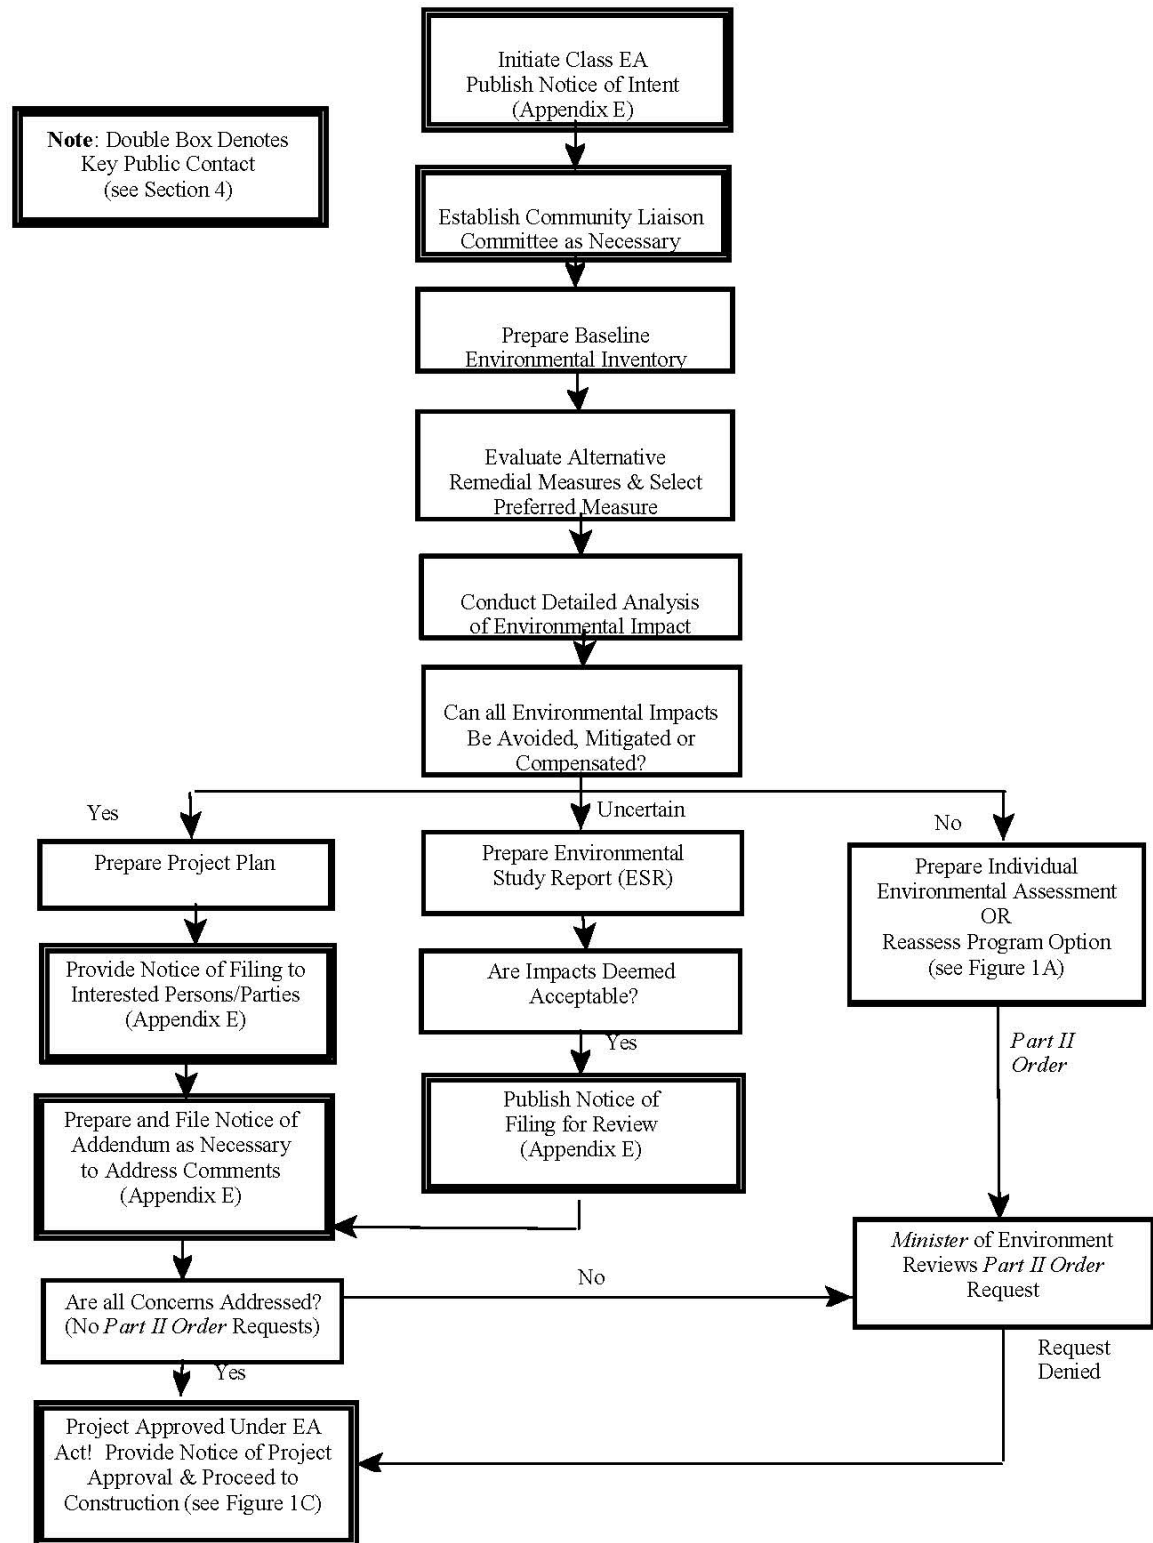 Initiate Class EA
Publish Notice of Intent
(Appendix E)
Note: Double Box Denotes
Key Public Contact
(see Section 4)
Establish Community Liaison
Committee as Necessary
Prepare Baseline
Environmental Inventory
Evaluate Alternative
Remedial Measures & Select
Preferred Measure
Conduct Detailed Analysis
of Environmental Impact
Can all Environmental Impacts
Be Avoided, Mitigated or
Compensated?
Yes
Uncertain
No
Prepare Project Plan
Prepare Environmental
Study Report (ESR)
Prepare Individual
Environmental Assessment
OR
Reassess Program Option
(see Figure 1A)
Provide Notice of Filing to
Interested Persons/Parties
(Appendix E)
Are Impacts Deemed
Acceptable?
Yes
Part II
Order
Prepare and File Notice of
Addendum as Necessary
to Address Comments
(Appendix E)
Publish Notice of
Filing for Review
(Appendix E)
Minister of Environment
Reviews Part II Order
Request
No
Are all Concerns Addressed?
(No Part II Order Requests)
Yes
Request
Denied
Project Approved Under EA
Act! Provide Notice of Project
Approval & Proceed to
Construction (see Figure 1C)